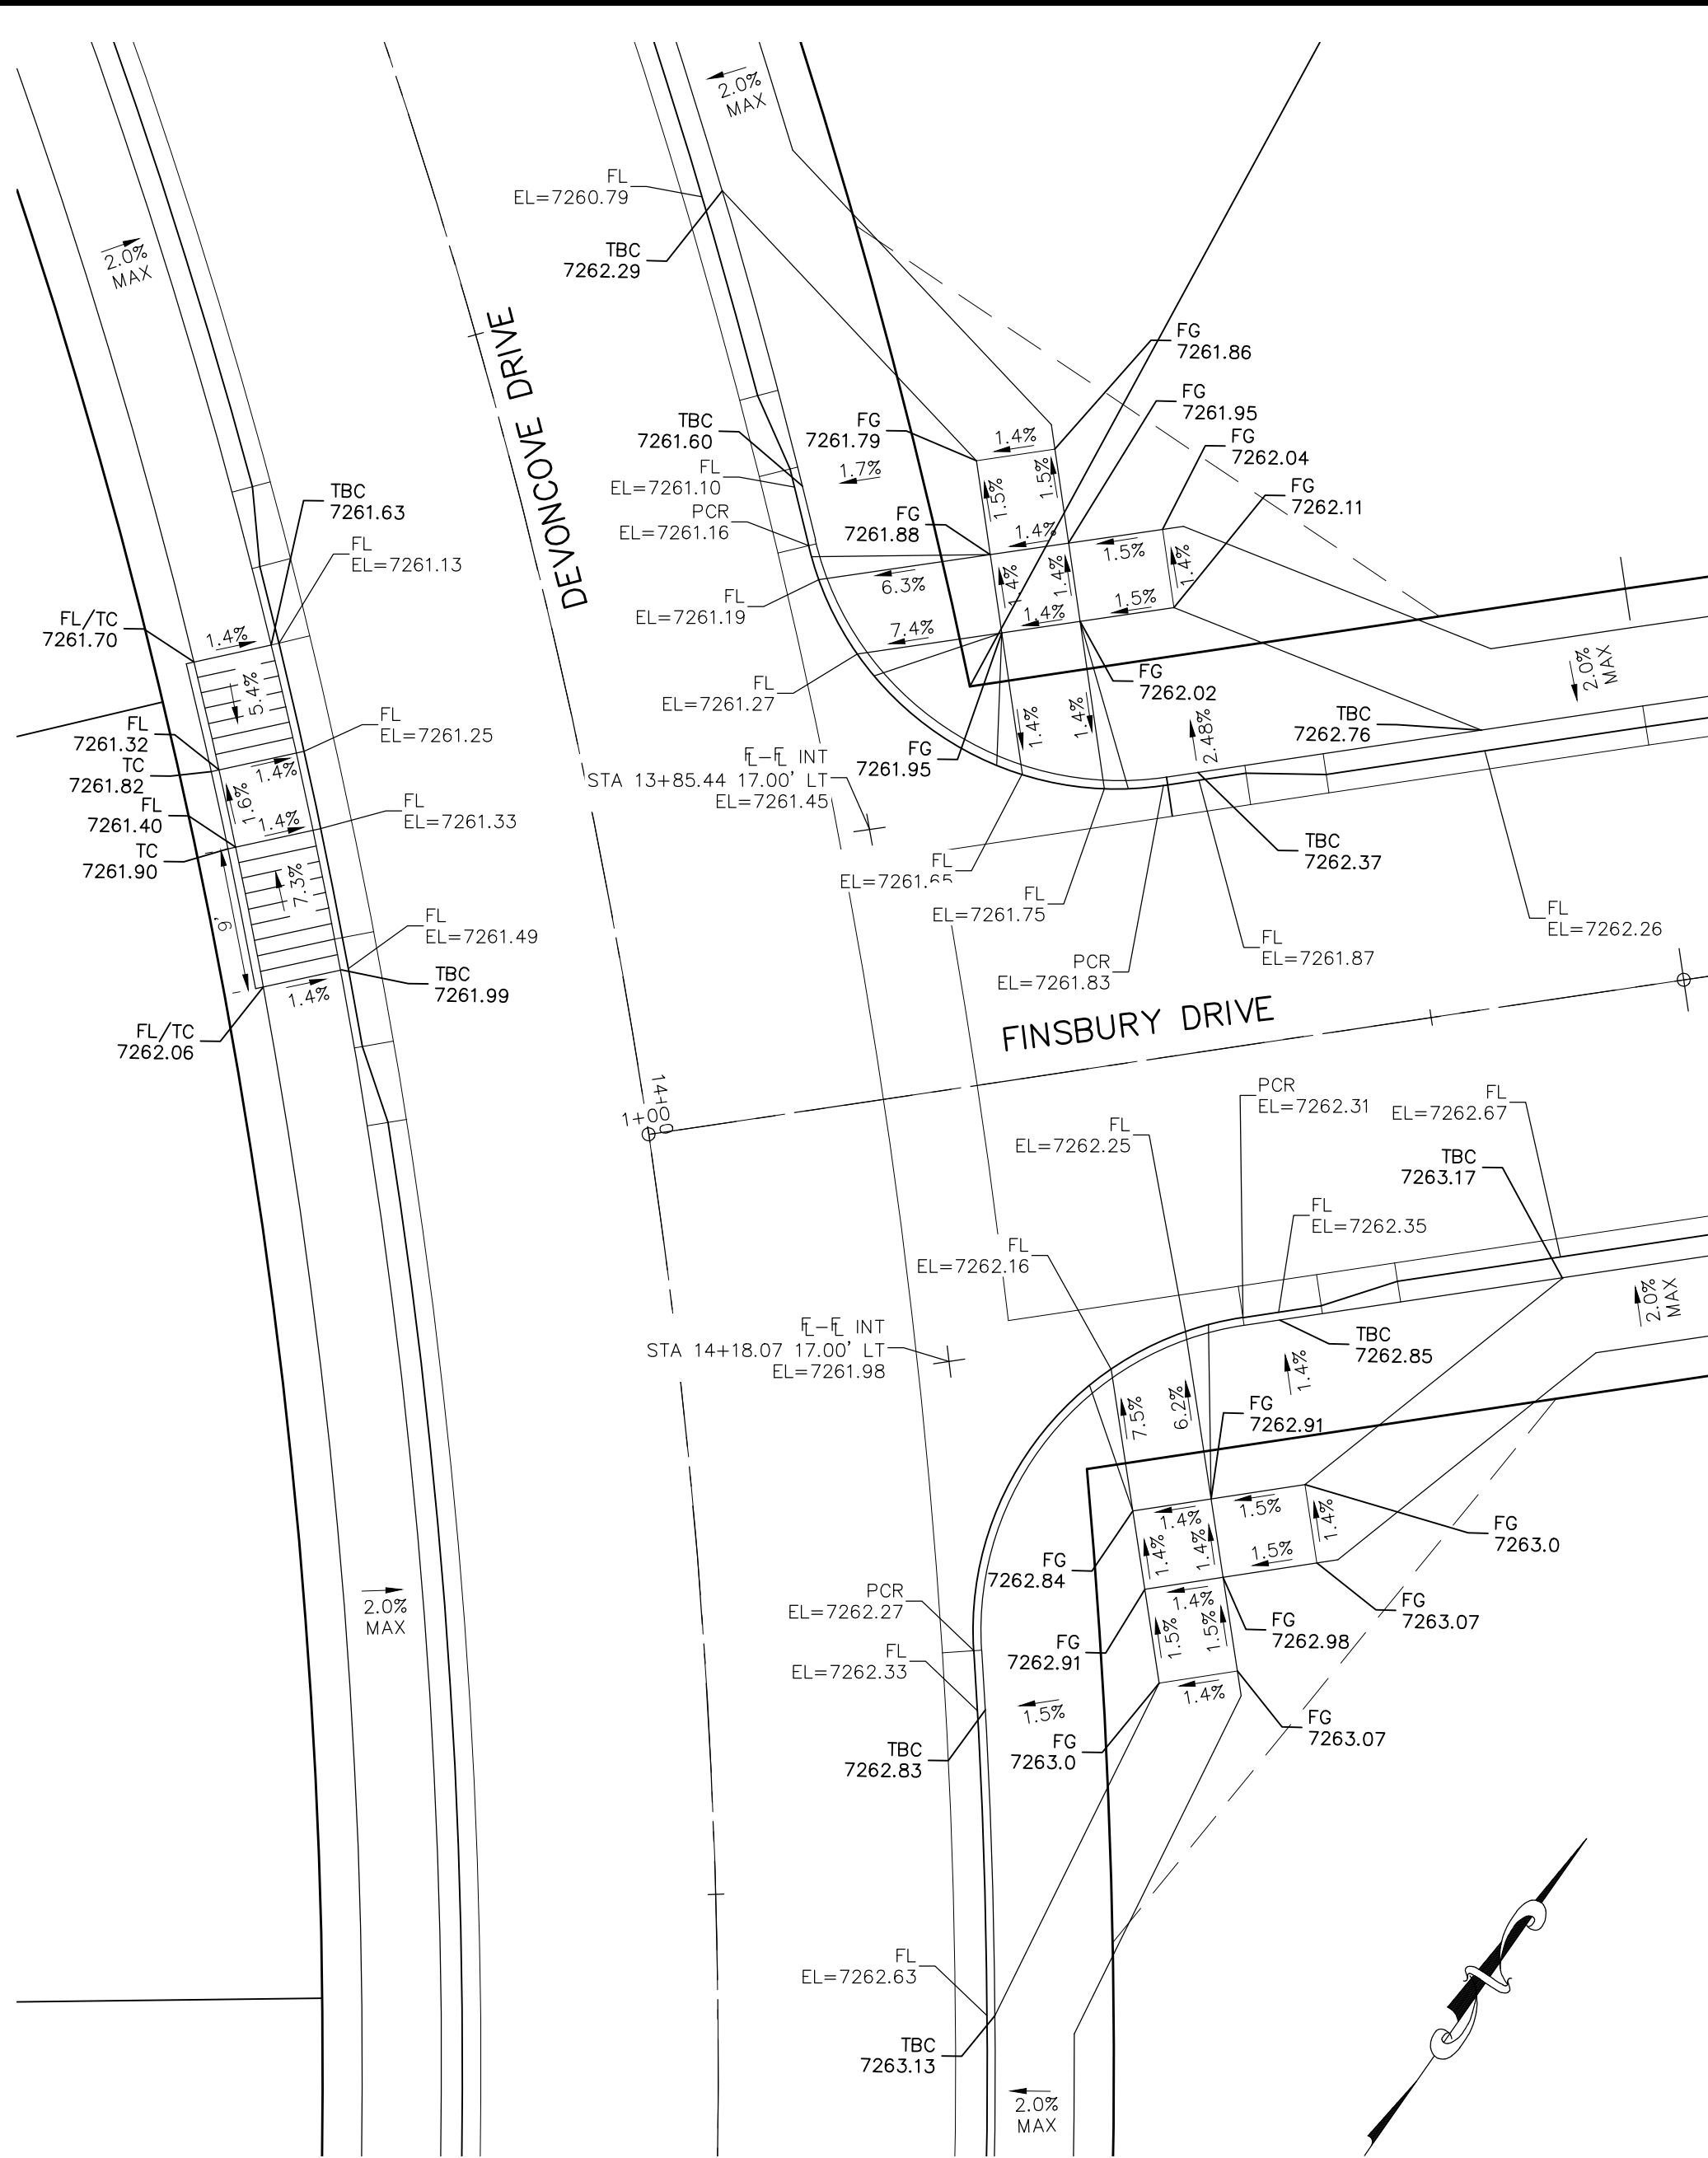 2.0%
MAX
FL
EL=7260.79
TBC
7262.29
2.0%
MAX
DEVONCOVE DRIVE
FG
7261.86
FG
7261.95
FG
7261.79
1.4%
TBC
7261.60
FG
7262.04
1.7%
FL
EL=7261.10
1.5%
1.5%
FG
7262.11
TBC
7261.63
PCR
EL=7261.16
FG
7261.88
1.4%
1.5%
1.4%
FL
EL=7261.13
6.3%
1.4%
1.4%
FL
EL=7261.19
1.5%
1.4%
FL/TC
7261.70
1.4%
7.4%
5.4%
FL
EL=7261.27
FG
7262.02
2.0%
MAX
FL
7261.32
FL
EL=7261.25
1.4%
1.4%
2.48%
TBC
7262.76
TC
7261.82
1.4%
FG
7261.95
FL-FL INT
STA 13+85.44 17.00' LT
EL=7261.45
1.6%
FL
7261.40
1.4%
FL
EL=7261.33
TC
7261.90
TBC
7262.37
7.3%
FL
EL=7261.65
9'
FL
EL=7261.75
FL
EL=7262.26
FL
EL=7261.49
FL
EL=7261.87
PCR
EL=7261.83
TBC
7261.99
1.4%
FINSBURY DRIVE
FL/TC
7262.06
14+00
1+00
PCR
EL=7262.31
FL
EL=7262.67
FL
EL=7262.25
TBC
7263.17
FL
EL=7262.35
FL
EL=7262.16
2.0%
MAX
FL-FL INT
STA 14+18.07 17.00' LT
EL=7261.98
TBC
7262.85
1.4%
7.5%
6.2%
FG
7262.91
1.4%
1.5%
1.4%
FG
7263.0
1.4%
1.4%
1.5%
FG
7262.84
PCR
EL=7262.27
1.4%
FG
7263.07
2.0%
MAX
FG
7262.91
1.5%
1.5%
FG
7262.98
FL
EL=7262.33
1.4%
1.5%
FG
7263.0
FG
7263.07
TBC
7262.83
FL
EL=7262.63
TBC
7263.13
2.0%
MAX